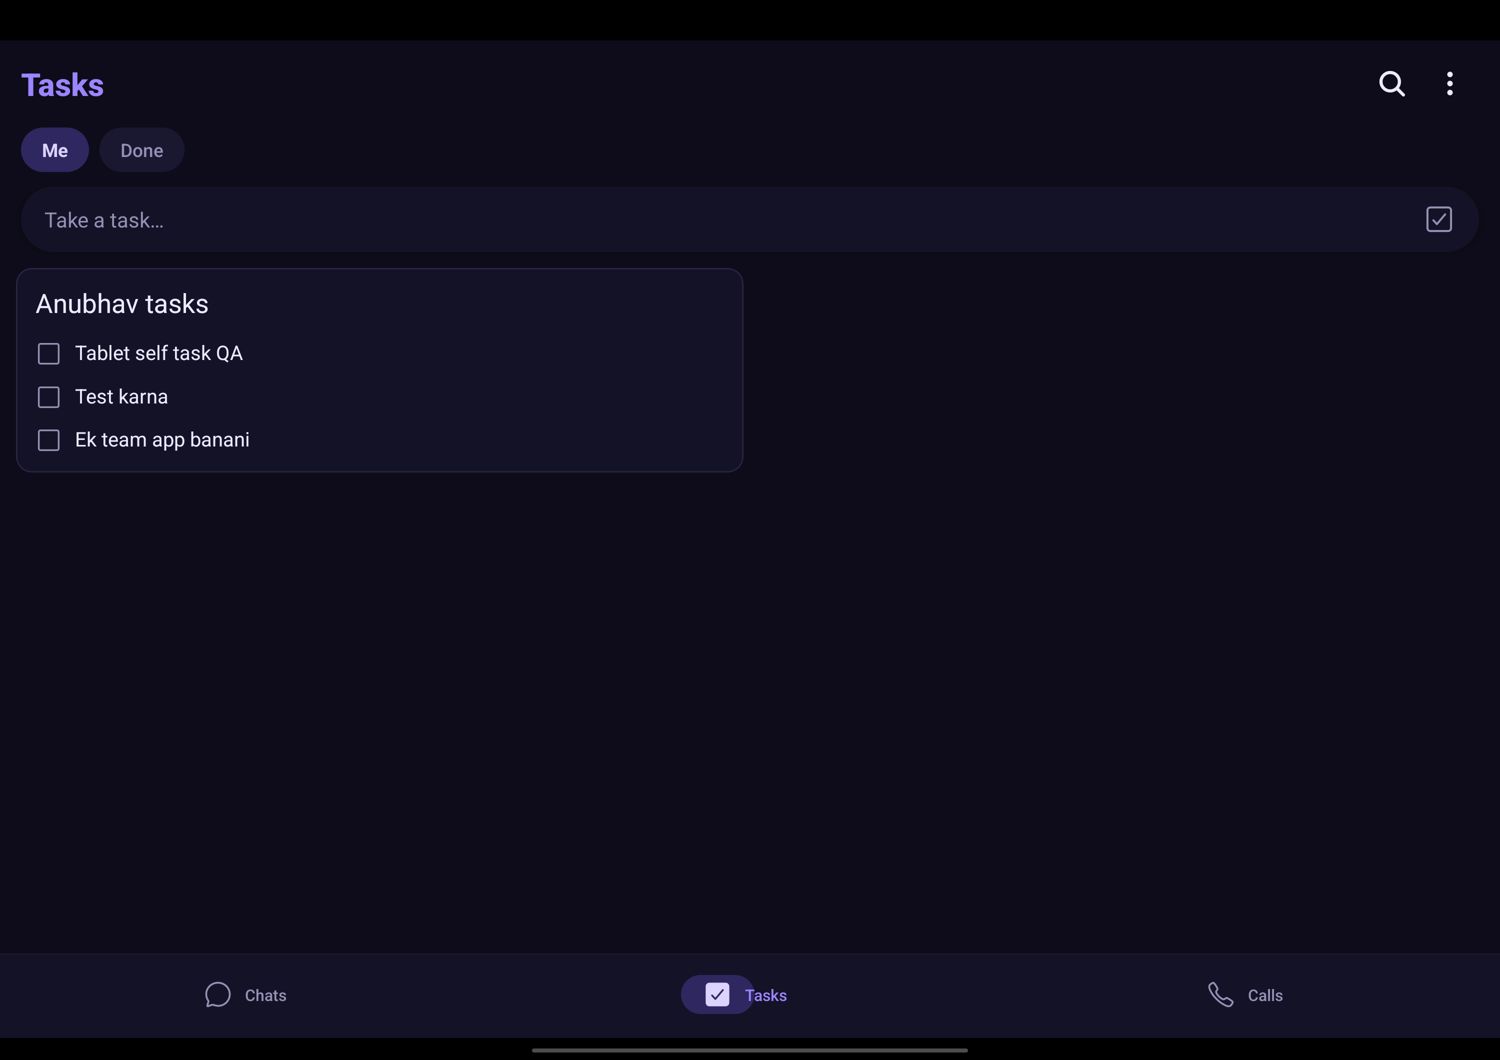 Tasks
Me
Done
Take a task...
Anubhav tasks
Tablet self task QA
Test karna
Ek team app banani
Chats
Tasks
Calls